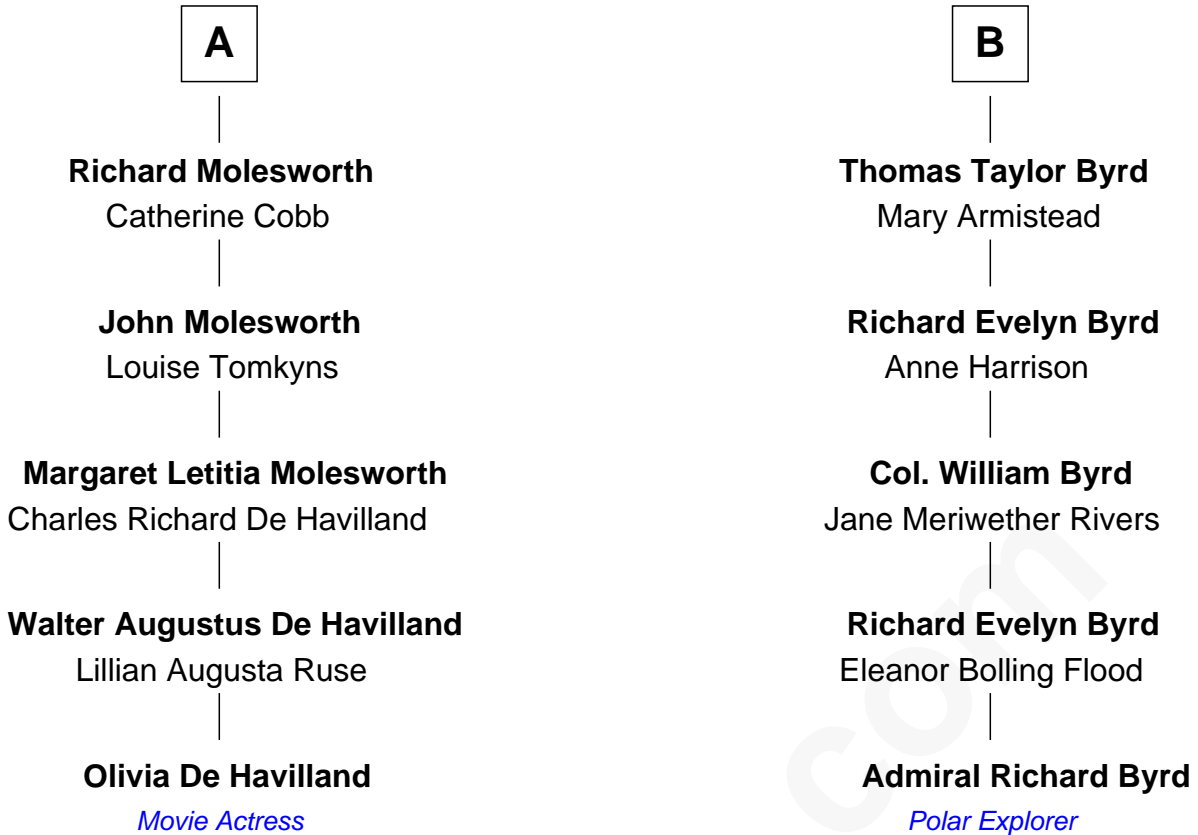 A
Richard Molesworth
Catherine Cobb
John Molesworth
Louise Tomkyns
Margaret Letitia Molesworth
Charles Richard De Havilland
Walter Augustus De Havilland
Lillian Augusta Ruse
Olivia De Havilland
Movie Actress
B
Thomas Taylor Byrd
Mary Armistead
Richard Evelyn Byrd
Anne Harrison
Col. William Byrd
Jane Meriwether Rivers
Richard Evelyn Byrd
Eleanor Bolling Flood
Admiral Richard Byrd
Polar Explorer
com